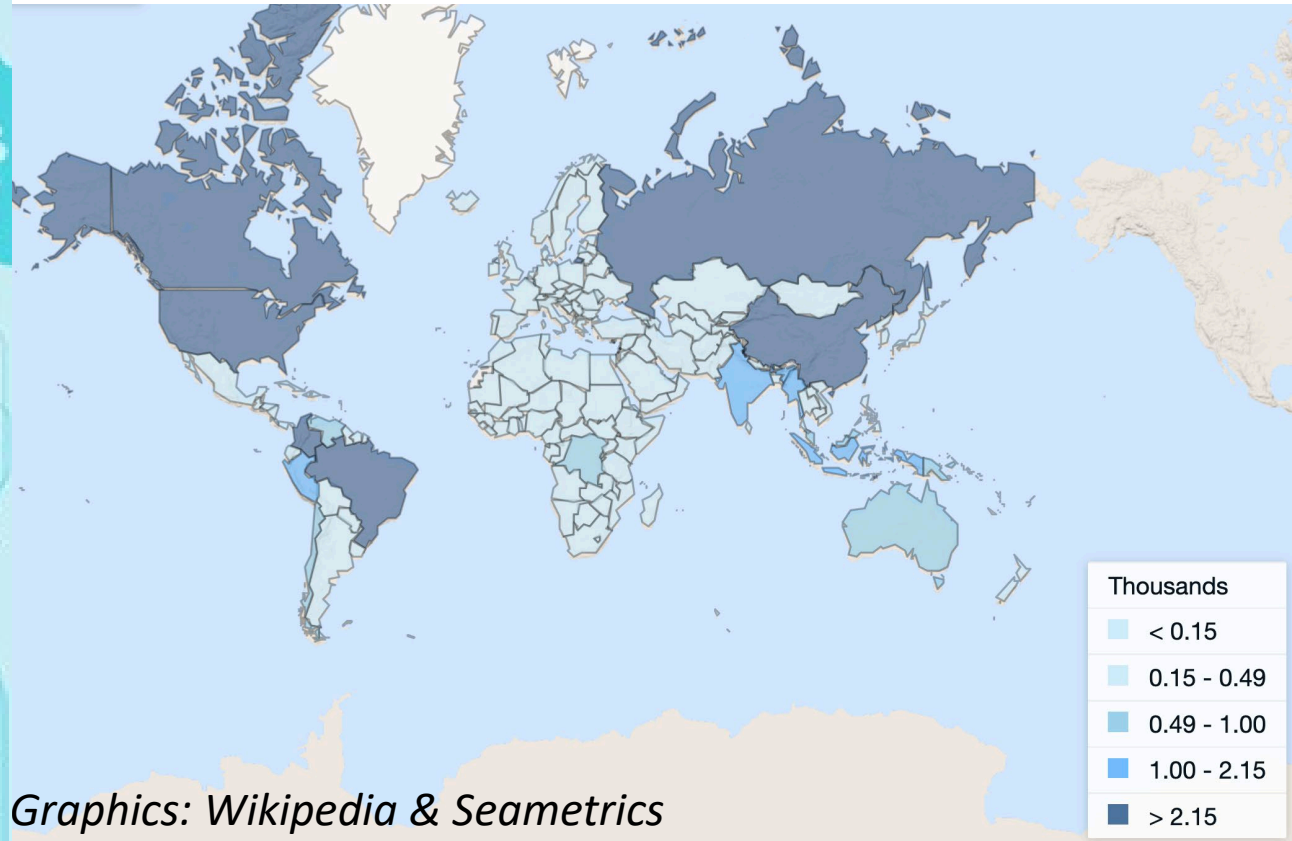 Thousands
< 0.15
0.15 - 0.49
0.49 - 1.00
1.00 - 2.15
> 2.15
Graphics: Wikipedia & Seametrics